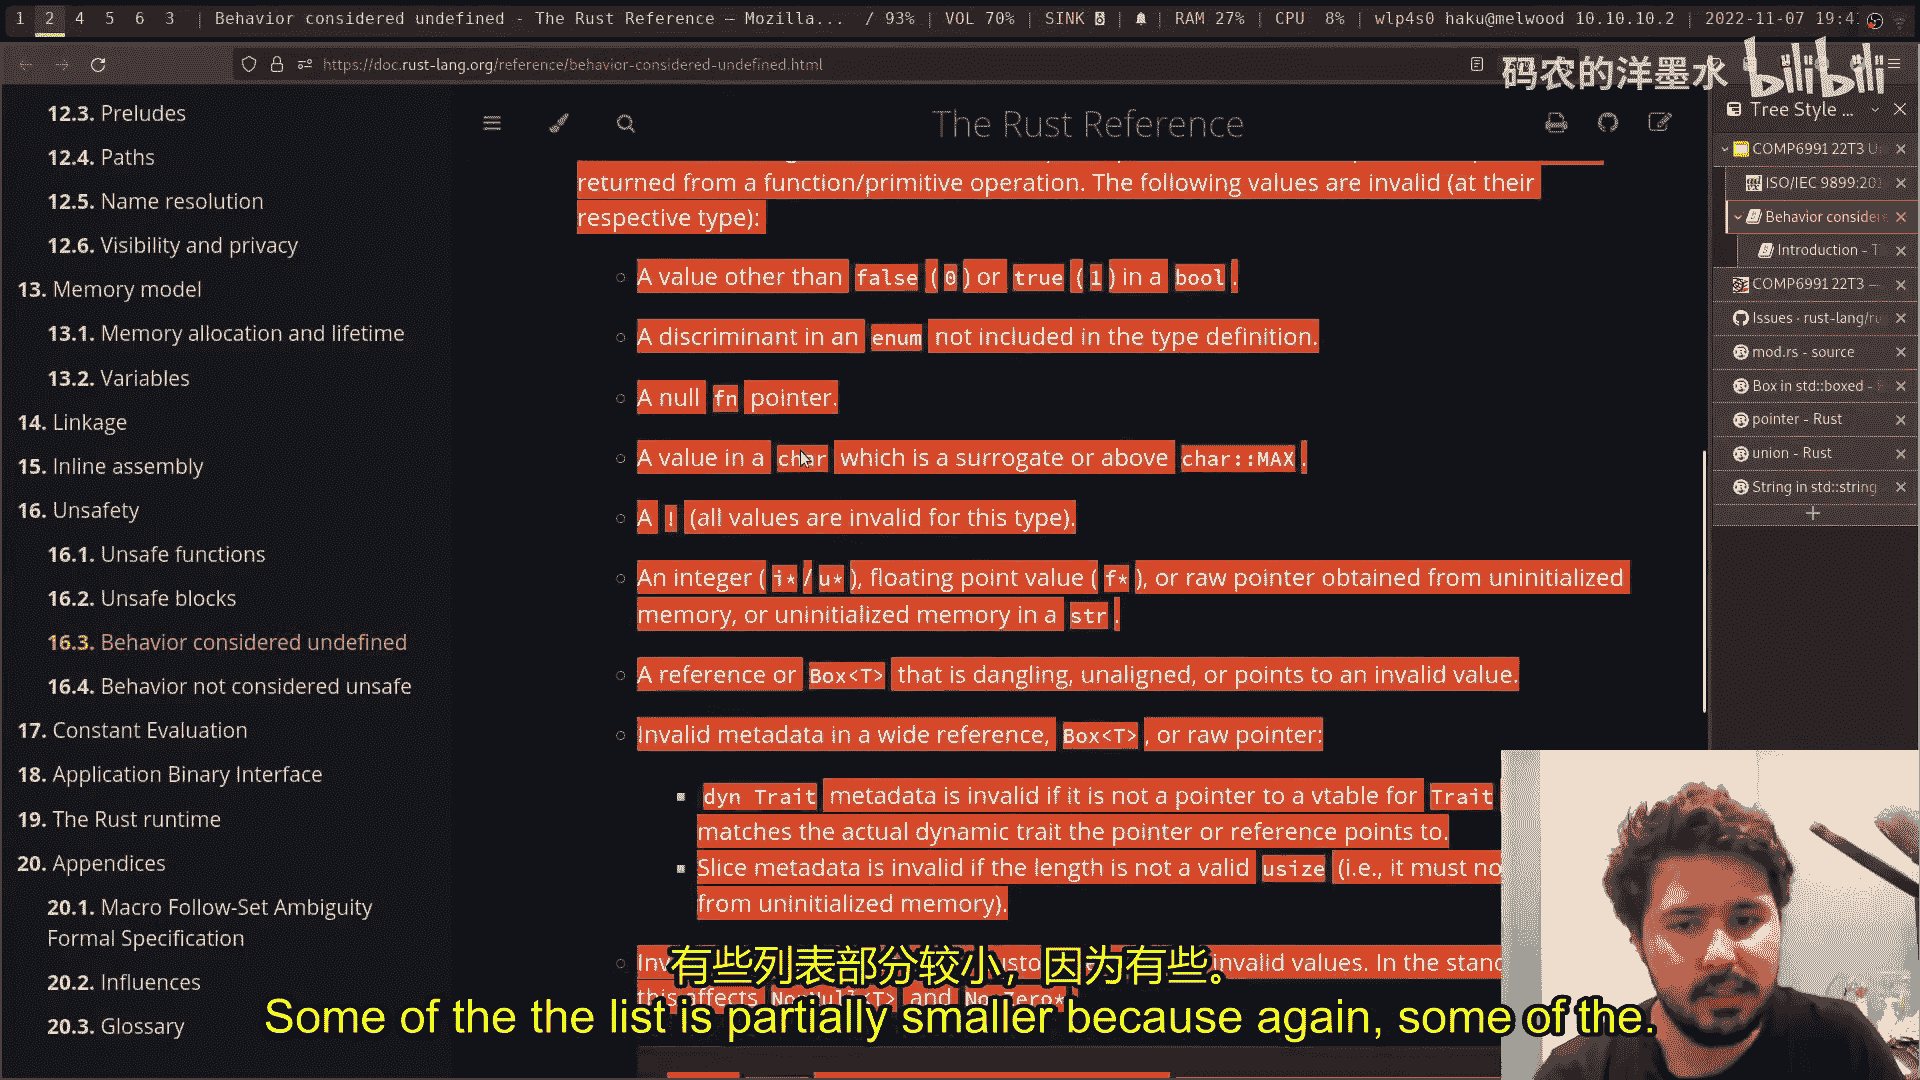 1 2 4 5 6 3 | Behavior considered undefined - The Rust Reference — Mozilla... / 93% | VOL 70% | SINK | RAM 27% | CPU 8% | wlp4s0 haku@melwood 10.10.10.2 | 2022-11-07 19:4
https://doc.rust-lang.org/reference/behavior-considered-undefined.html
码农的洋墨水 bilibili
12.3. Preludes
12.4. Paths
12.5. Name resolution
12.6. Visibility and privacy
13. Memory model
13.1. Memory allocation and lifetime
13.2. Variables
14. Linkage
15. Inline assembly
16. Unsafety
16.1. Unsafe functions
16.2. Unsafe blocks
16.3. Behavior considered undefined
16.4. Behavior not considered unsafe
17. Constant Evaluation
18. Application Binary Interface
19. The Rust runtime
20. Appendices
20.1. Macro Follow-Set Ambiguity
Formal Specification
20.2. Influences
20.3. Glossary
The Rust Reference
returned from a function/primitive operation. The following values are invalid (at their
respective type):
A value other than false (0) or true (1) in a bool.
A discriminant in an enum not included in the type definition.
A null fn pointer.
A value in a char which is a surrogate or above char::MAX.
A ! (all values are invalid for this type).
An integer (i*/u*), floating point value (f*), or raw pointer obtained from uninitialized
memory, or uninitialized memory in a str.
A reference or Box<T> that is dangling, unaligned, or points to an invalid value.
Invalid metadata in a wide reference, Box<T>, or raw pointer:
dyn Trait metadata is invalid if it is not a pointer to a vtable for Trait
matches the actual dynamic trait the pointer or reference points to.
Slice metadata is invalid if the length is not a valid usize (i.e., it must no
from uninitialized memory).
invalid values. In the stand
this affects NonNull<T> and NonZero*.
Tree Style ...
COMP6991 22T3 U
ISO/IEC 9899:20
Behavior considere
Introduction - T
COMP6991 22T3 —
Issues · rust-lang/ru
mod.rs - source
Box in std::boxed -
pointer - Rust
union - Rust
String in std::string
有些列表部分较小，因为有些。
Some of the the list is partially smaller because again, some of the.